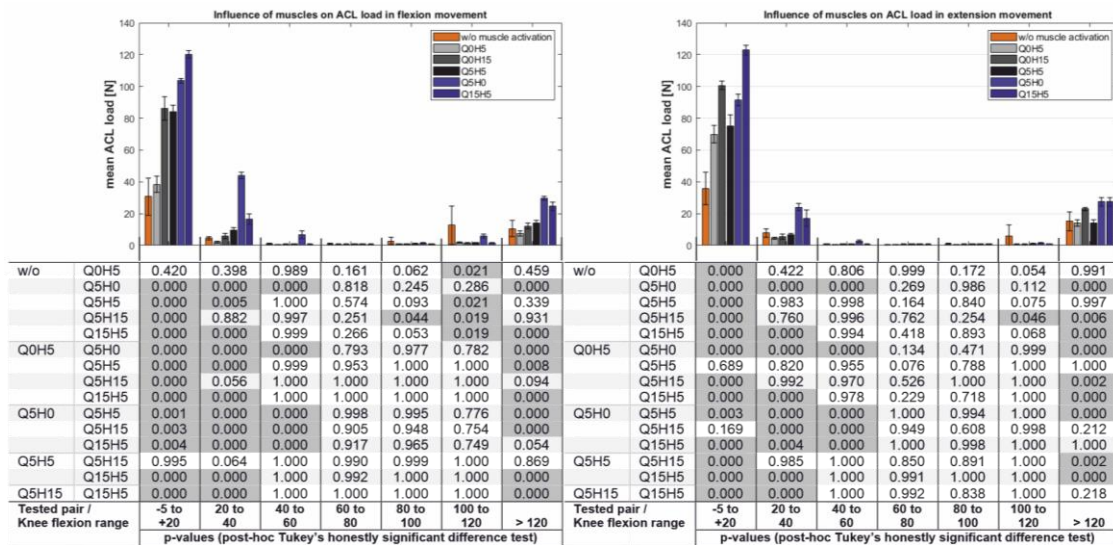 Influence of muscles on ACL load in flexion movement
mean ACL load [N]
140
120
100
80
60
40
20
0
w/o muscle activation
Q0H5
Q0H15
Q5H5
Q5H0
Q15H5
w/o Q0H5 0.420 0.398 0.989 0.161 0.062 0.021 0.459
Q5H0 0.000 0.000 0.000 0.818 0.245 0.286 0.000
Q5H5 0.000 0.005 1.000 0.574 0.093 0.021 0.339
Q5H15 0.000 0.882 0.997 0.251 0.044 0.019 0.931
Q15H5 0.000 0.000 0.999 0.266 0.053 0.019 0.000
Q0H5 Q5H0 0.000 0.000 0.000 0.793 0.977 0.782 0.000
Q5H5 0.000 0.000 0.999 0.953 1.000 1.000 0.008
Q5H15 0.000 0.056 1.000 1.000 1.000 1.000 0.094
Q15H5 0.000 0.000 1.000 1.000 1.000 1.000 0.000
Q5H0 Q5H5 0.001 0.000 0.000 0.998 0.995 0.776 0.000
Q5H15 0.003 0.000 0.000 0.905 0.948 0.754 0.000
Q15H5 0.004 0.000 0.000 0.917 0.965 0.749 0.054
Q5H5 Q5H15 0.995 0.064 1.000 0.990 0.999 1.000 0.869
Q15H5 0.000 0.000 1.000 0.992 1.000 1.000 0.000
Q5H15 Q15H5 0.000 0.000 1.000 1.000 1.000 1.000 0.000
Tested pair / -5 to 20 to 40 to 60 to 80 to 100 to
Knee flexion range +20 40 60 80 100 120 > 120
p-values (post-hoc Tukey's honestly significant difference test)
Influence of muscles on ACL load in extension movement
mean ACL load [N]
140
120
100
80
60
40
20
0
w/o muscle activation
Q0H5
Q0H15
Q5H5
Q5H0
Q15H5
w/o Q0H5 0.000 0.422 0.806 0.999 0.172 0.054 0.991
Q5H0 0.000 0.000 0.000 0.269 0.986 0.112 0.000
Q5H5 0.000 0.983 0.998 0.164 0.840 0.075 0.997
Q5H15 0.000 0.760 0.996 0.762 0.254 0.046 0.006
Q15H5 0.000 0.000 0.994 0.418 0.893 0.068 0.000
Q0H5 Q5H0 0.000 0.000 0.000 0.134 0.471 0.999 0.000
Q5H5 0.689 0.820 0.955 0.076 0.788 1.000 1.000
Q5H15 0.000 0.992 0.970 0.526 1.000 1.000 0.002
Q15H5 0.000 0.000 0.978 0.229 0.718 1.000 0.000
Q5H0 Q5H5 0.003 0.000 0.000 1.000 0.994 1.000 0.000
Q5H15 0.169 0.000 0.000 0.949 0.608 0.998 0.212
Q15H5 0.000 0.004 0.000 1.000 0.998 1.000 1.000
Q5H5 Q5H15 0.000 0.985 1.000 0.850 0.891 1.000 0.002
Q15H5 0.000 0.000 1.000 0.991 1.000 1.000 0.000
Q5H15 Q15H5 0.000 0.000 1.000 0.992 0.838 1.000 0.218
Tested pair / -5 to 20 to 40 to 60 to 80 to 100 to
Knee flexion range +20 40 60 80 100 120 > 120
p-values (post-hoc Tukey's honestly significant difference test)